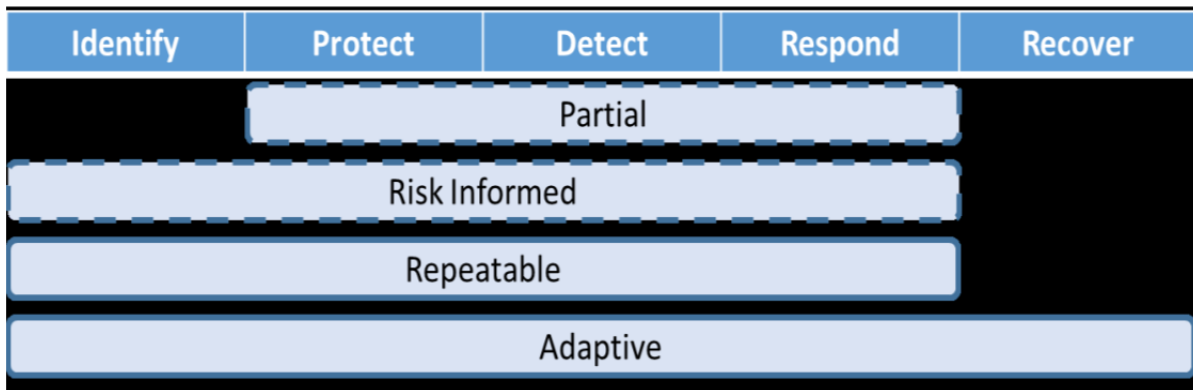 Identify Protect Detect Respond Recover
Partial
Risk Informed
Repeatable
Adaptive